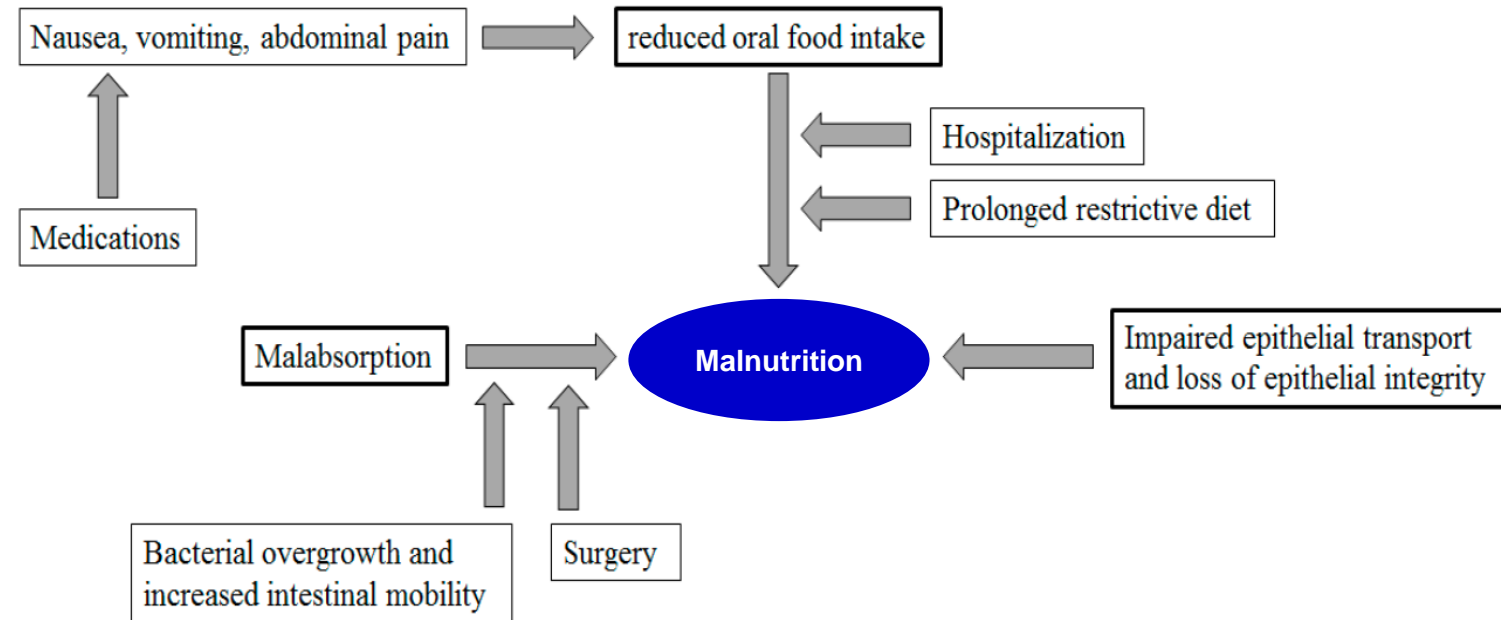 Nausea, vomiting, abdominal pain
reduced oral food intake
Hospitalization
Prolonged restrictive diet
Medications
Malabsorption
Malnutrition
Impaired epithelial transport
and loss of epithelial integrity
Bacterial overgrowth and
increased intestinal mobility
Surgery